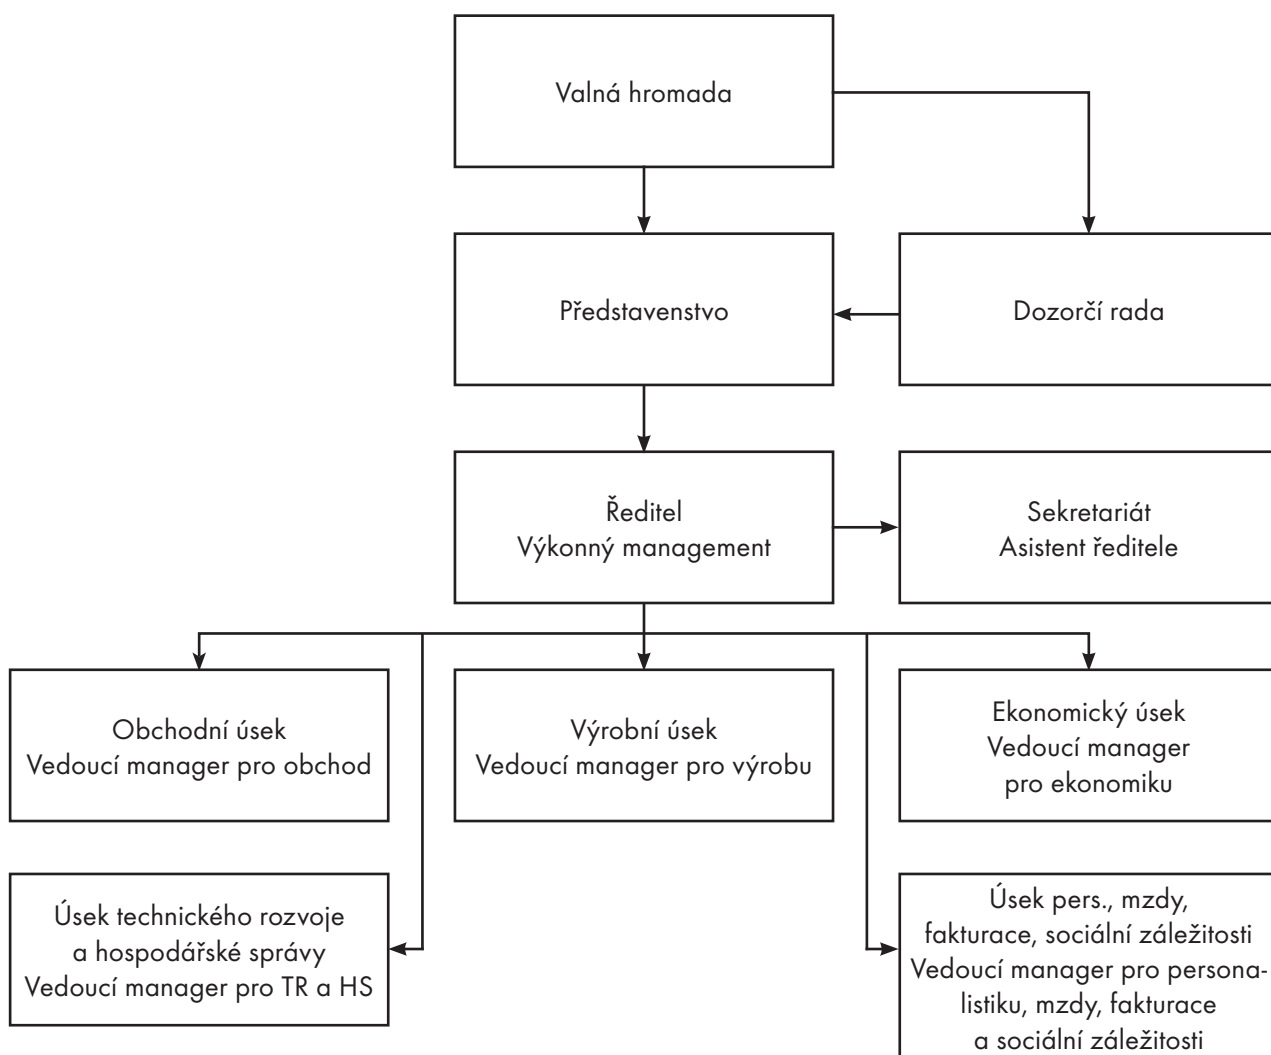 Valná hromada
Představenstvo
Dozorčí rada
Ředitel
Výkonný management
Sekretariát
Asistent ředitele
Obchodní úsek
Vedoucí manager pro obchod
Výrobní úsek
Vedoucí manager pro výrobu
Ekonomický úsek
Vedoucí manager
pro ekonomiku
Úsek technického rozvoje
a hospodářské správy
Vedoucí manager pro TR a HS
Úsek pers., mzdy,
fakturace, sociální záležitosti
Vedoucí manager pro persona-
listiku, mzdy, fakturace
a sociální záležitosti